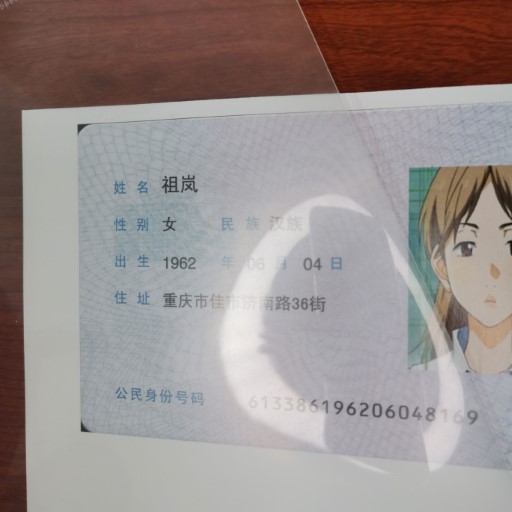 姓名 祖岚
性别 女 民族 汉族
出生 1962 年 06 月 04 日
住址 重庆市佳市济南路36街
公民身份号码 613386196206048169